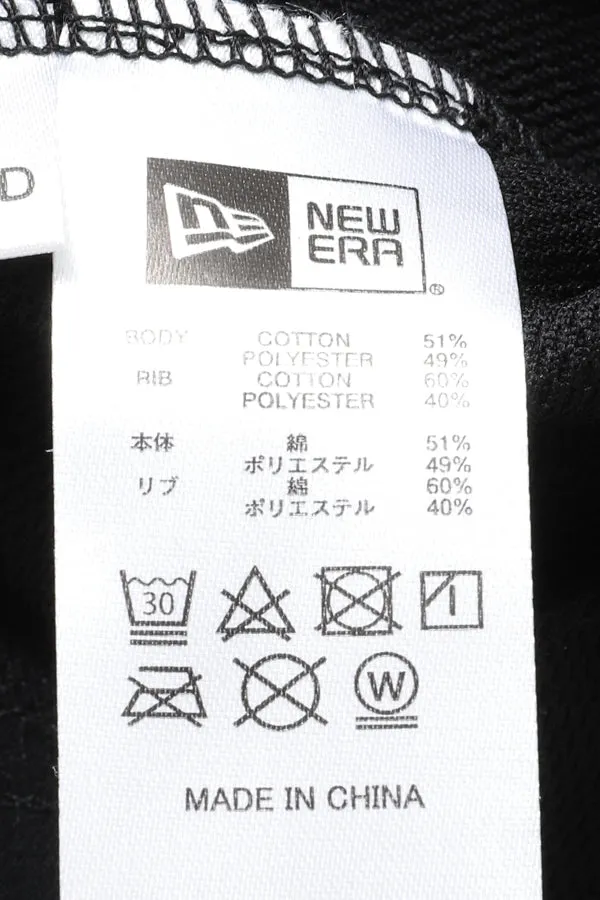 D
NEW
ERA
®
BODY COTTON 51%
POLYESTER 49%
RIB COTTON 60%
POLYESTER 40%
本体 綿 51%
ポリエステル 49%
リブ 綿 60%
ポリエステル 40%
30
W
MADE IN CHINA